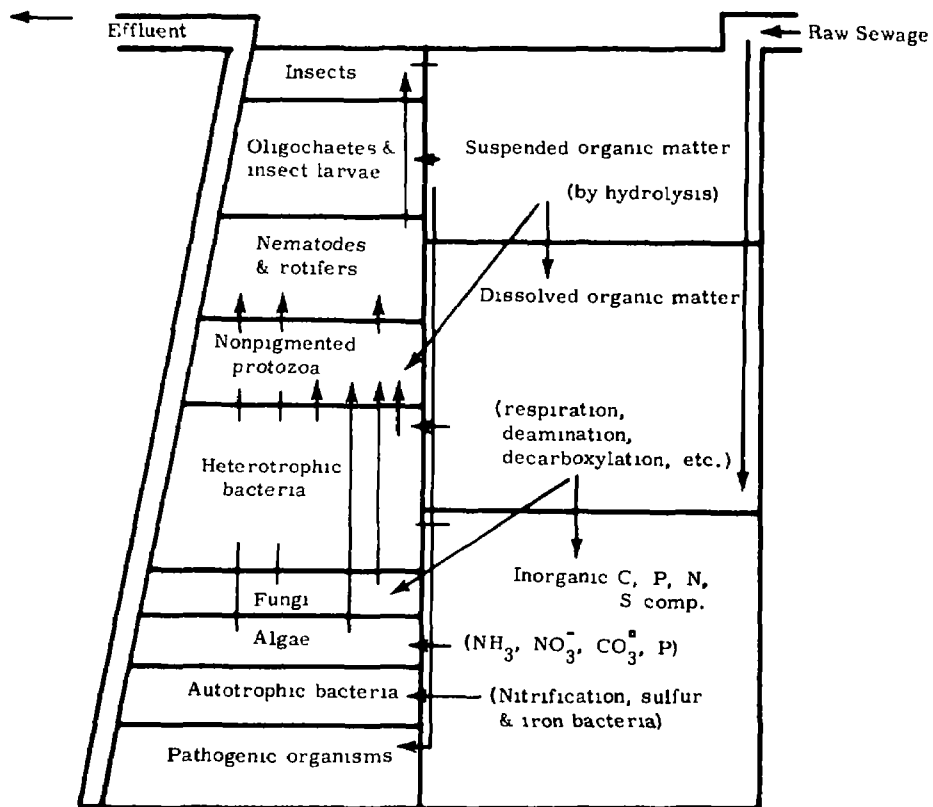 Effluent
Raw Sewage
Insects
Oligochaetes &
insect larvae
Suspended organic matter
(by hydrolysis)
Nematodes
& rotifers
Dissolved organic matter
Nonpigmented
protozoa
(respiration,
deamination,
decarboxylation, etc.)
Heterotrophic
bacteria
Inorganic C, P, N,
S comp.
Fungi
Algae
(NH₃, NO₃⁻, CO₃⁼, P)
Autotrophic bacteria
(Nitrification, sulfur
& iron bacteria)
Pathogenic organisms